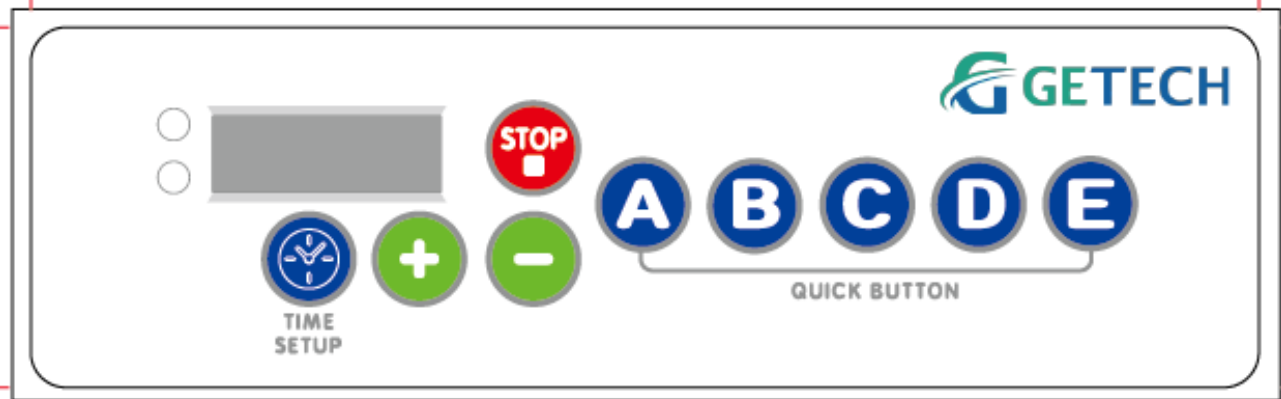 GETECH
STOP
A B C D E
+ -
QUICK BUTTON
TIME
SETUP